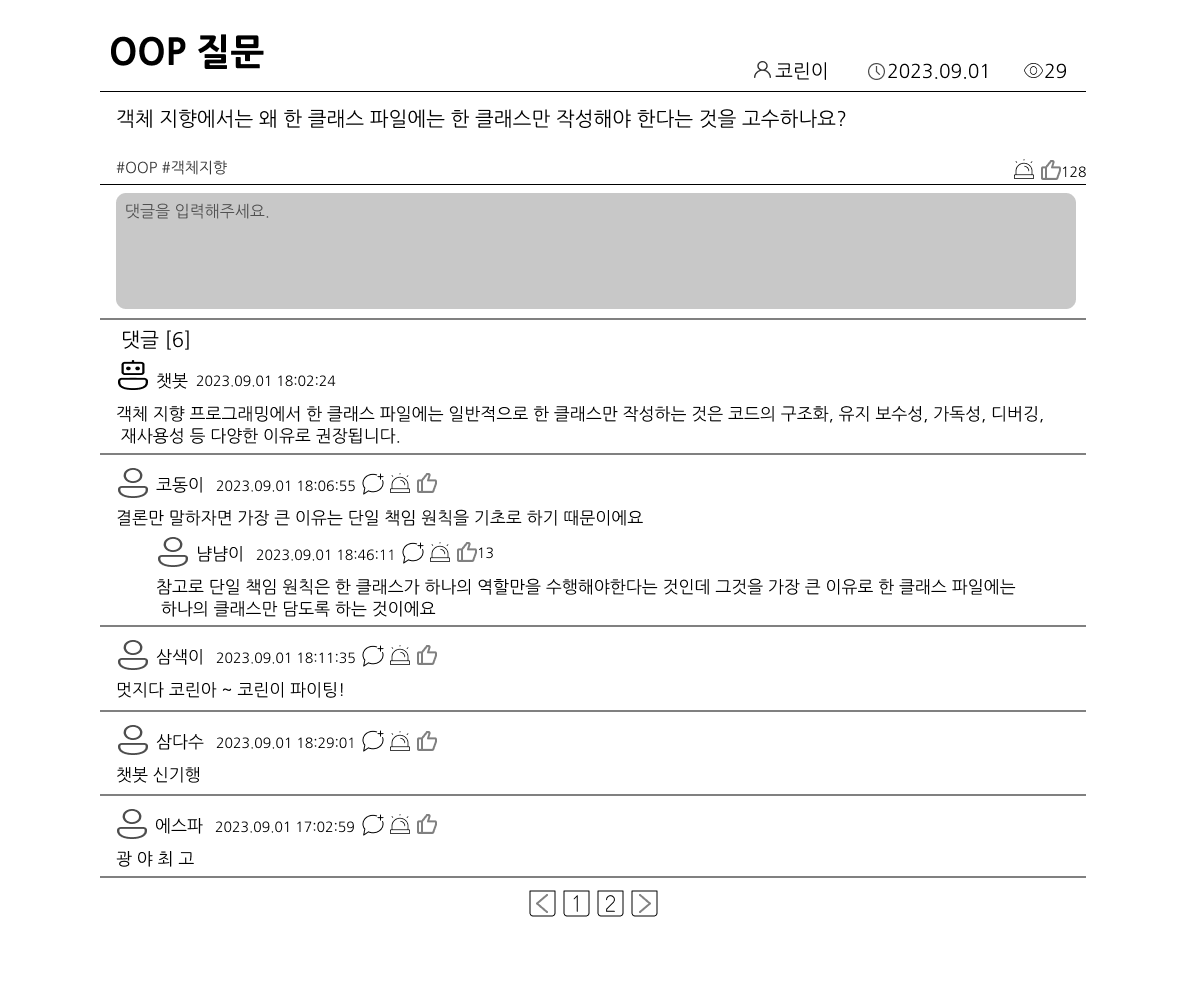 OOP 질문
코린이 2023.09.01 29
객체 지향에서는 왜 한 클래스 파일에는 한 클래스만 작성해야 한다는 것을 고수하나요?
#OOP #객체지향 128
댓글을 입력해주세요.
댓글 [6]
챗봇 2023.09.01 18:02:24
객체 지향 프로그래밍에서 한 클래스 파일에는 일반적으로 한 클래스만 작성하는 것은 코드의 구조화, 유지 보수성, 가독성, 디버깅,
재사용성 등 다양한 이유로 권장됩니다.
코동이 2023.09.01 18:06:55
결론만 말하자면 가장 큰 이유는 단일 책임 원칙을 기초로 하기 때문이에요
냠냠이 2023.09.01 18:46:11 13
참고로 단일 책임 원칙은 한 클래스가 하나의 역할만을 수행해야한다는 것인데 그것을 가장 큰 이유로 한 클래스 파일에는
하나의 클래스만 담도록 하는 것이에요
삼색이 2023.09.01 18:11:35
멋지다 코린아 ~ 코린이 파이팅!
삼다수 2023.09.01 18:29:01
챗봇 신기행
에스파 2023.09.01 17:02:59
광 야 최 고
< 1 2 >